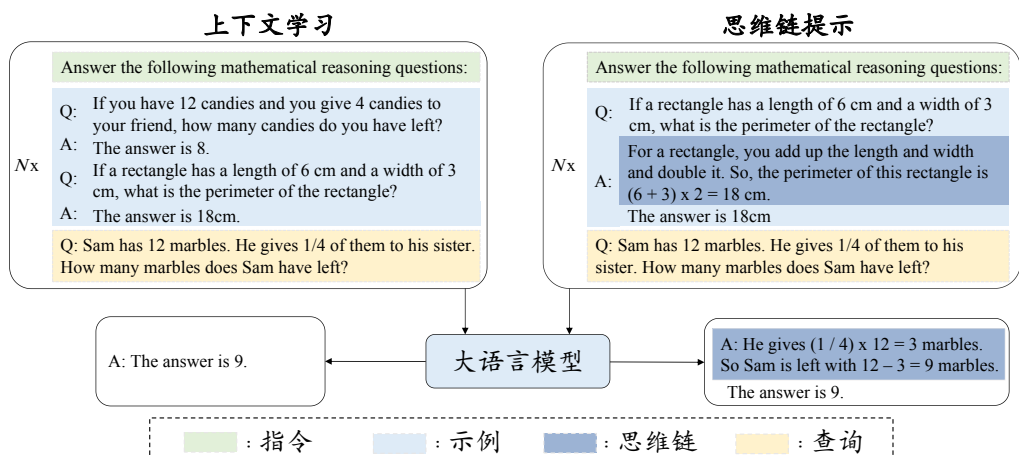 上下文学习
Answer the following mathematical reasoning questions:
Nx
Q: If you have 12 candies and you give 4 candies to
your friend, how many candies do you have left?
A: The answer is 8.
Q: If a rectangle has a length of 6 cm and a width of 3
cm, what is the perimeter of the rectangle?
A: The answer is 18cm.
Q: Sam has 12 marbles. He gives 1/4 of them to his sister.
How many marbles does Sam have left?
思维链提示
Answer the following mathematical reasoning questions:
Nx
Q: If a rectangle has a length of 6 cm and a width of 3
cm, what is the perimeter of the rectangle?
A: For a rectangle, you add up the length and width
and double it. So, the perimeter of this rectangle is
(6 + 3) x 2 = 18 cm.
The answer is 18cm
Q: Sam has 12 marbles. He gives 1/4 of them to his
sister. How many marbles does Sam have left?
A: The answer is 9.
大语言模型
A: He gives (1 / 4) x 12 = 3 marbles.
So Sam is left with 12 – 3 = 9 marbles.
The answer is 9.
: 指令 : 示例 : 思维链 : 查询